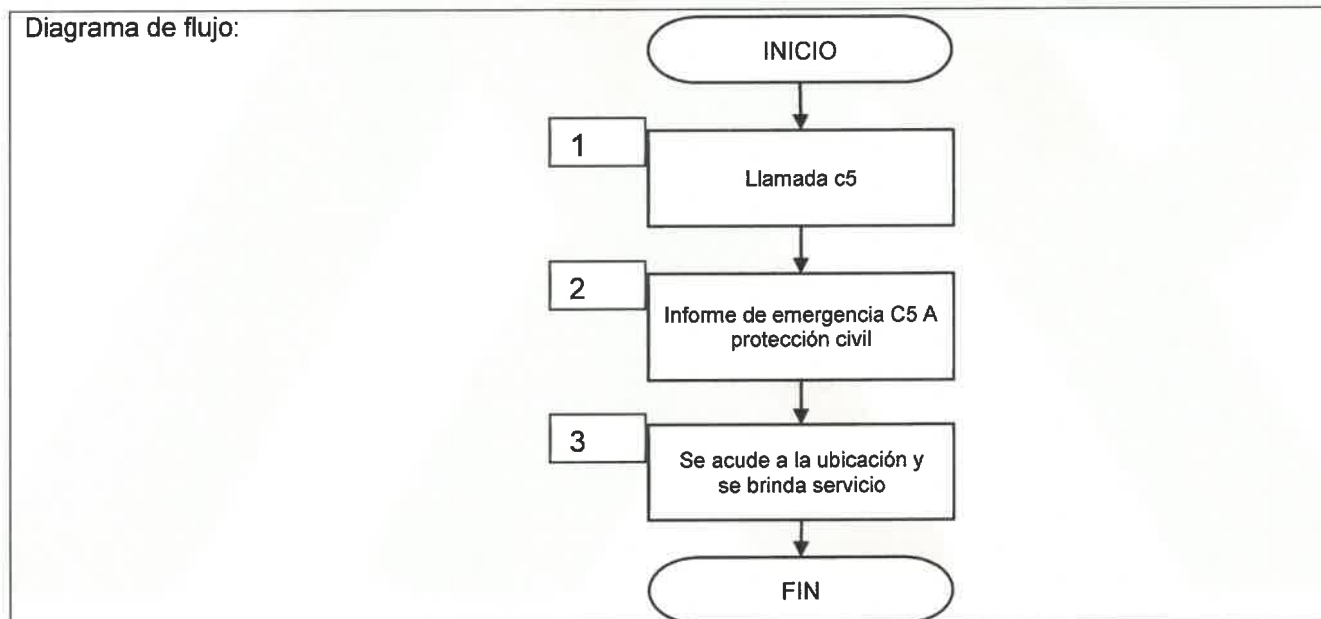 Diagrama de flujo:
INICIO
1
Llamada c5
2
Informe de emergencia C5 A
protección civil
3
Se acude a la ubicación y
se brinda servicio
FIN